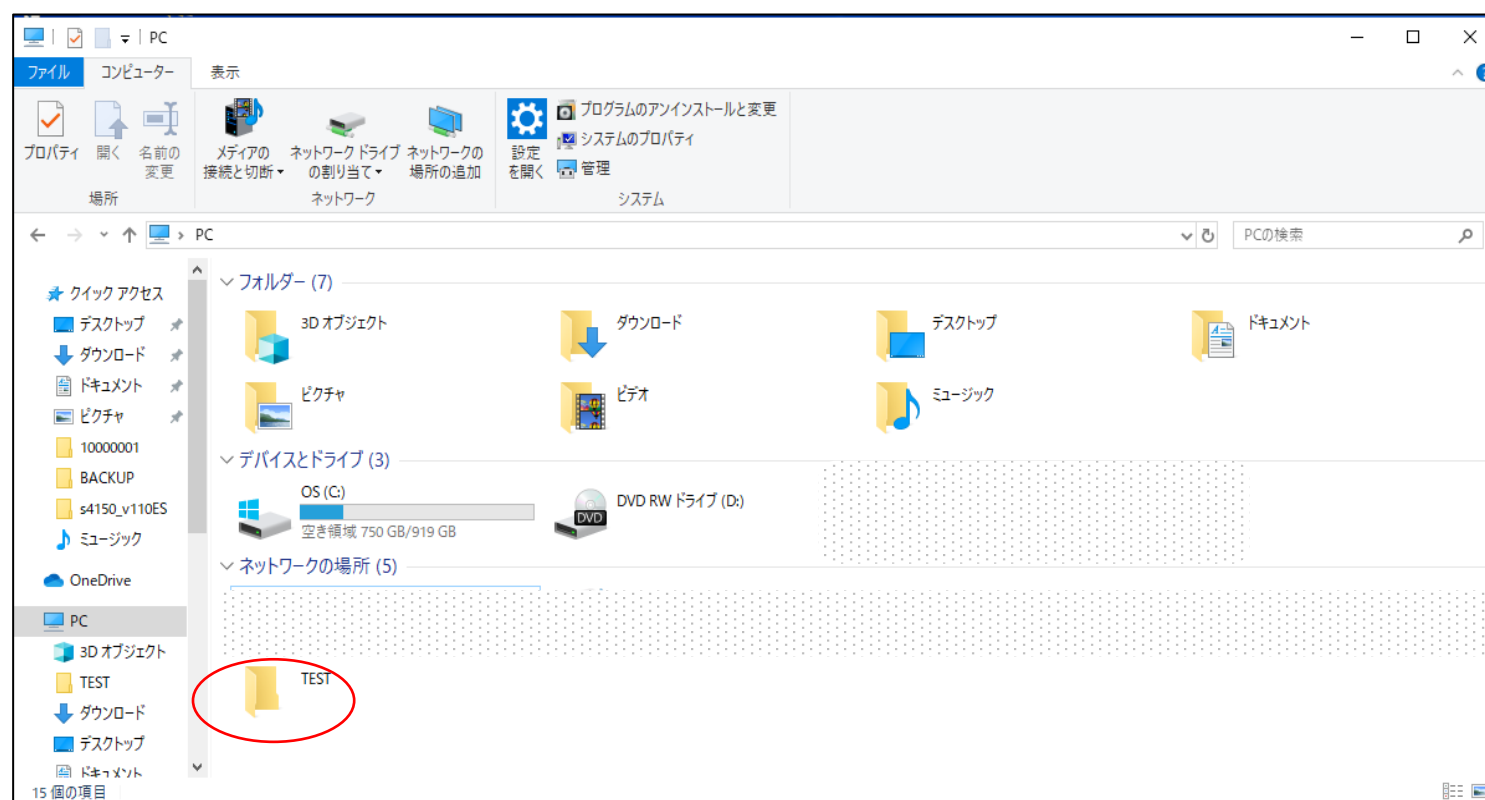 PC
ファイル コンピューター 表示
プロパティ 開く 名前の
変更
メディアの
接続と切断
ネットワーク ドライブ
の割り当て
ネットワークの
場所の追加
設定
を開く
プログラムのアンインストールと変更
システムのプロパティ
管理
場所 ネットワーク システム
PC
PCの検索
クイック アクセス
デスクトップ
ダウンロード
ドキュメント
ピクチャ
10000001
BACKUP
s4150_v110ES
ミュージック
OneDrive
PC
3D オブジェクト
TEST
ダウンロード
デスクトップ
ドキュメント
フォルダー (7)
3D オブジェクト ダウンロード デスクトップ ドキュメント
ピクチャ ビデオ ミュージック
デバイスとドライブ (3)
OS (C:)
空き領域 750 GB/919 GB
DVD
DVD RW ドライブ (D:)
ネットワークの場所 (5)
TEST
15 個の項目